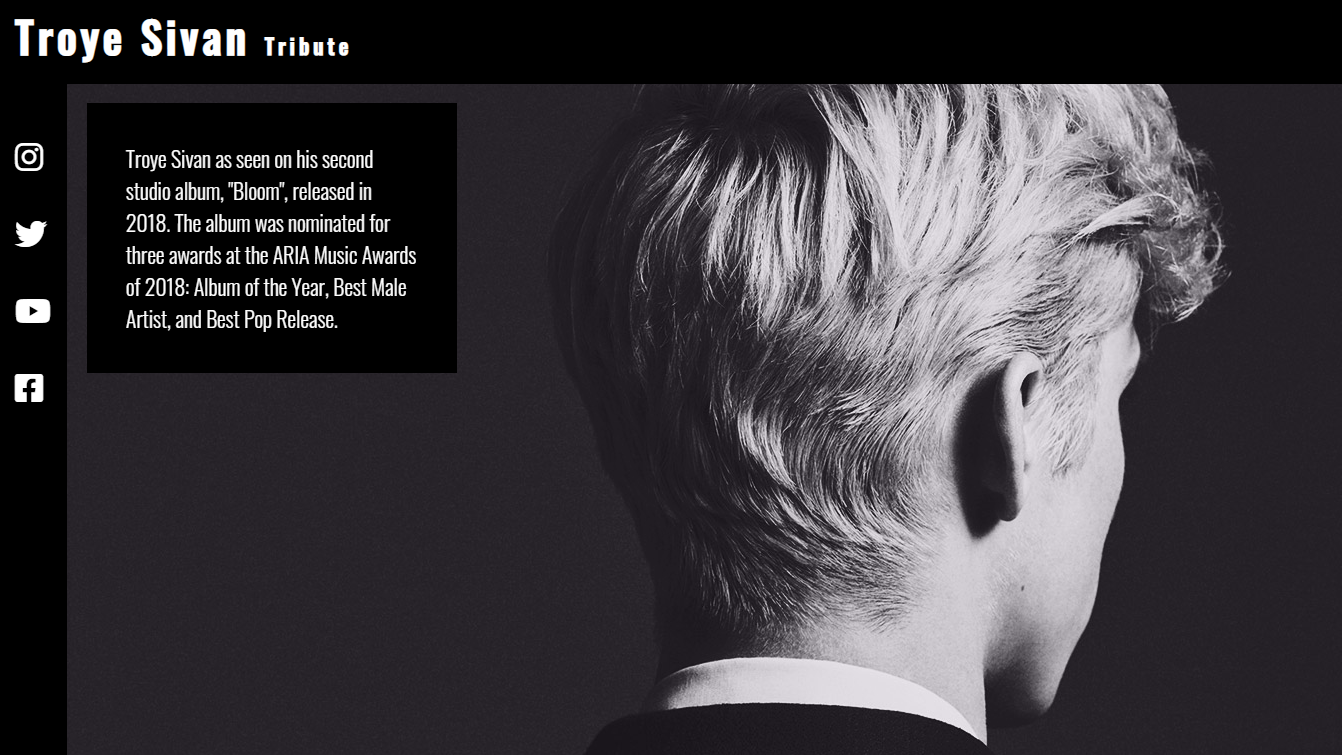 Troye Sivan Tribute
Troye Sivan as seen on his second
studio album, "Bloom", released in
2018. The album was nominated for
three awards at the ARIA Music Awards
of 2018: Album of the Year, Best Male
Artist, and Best Pop Release.